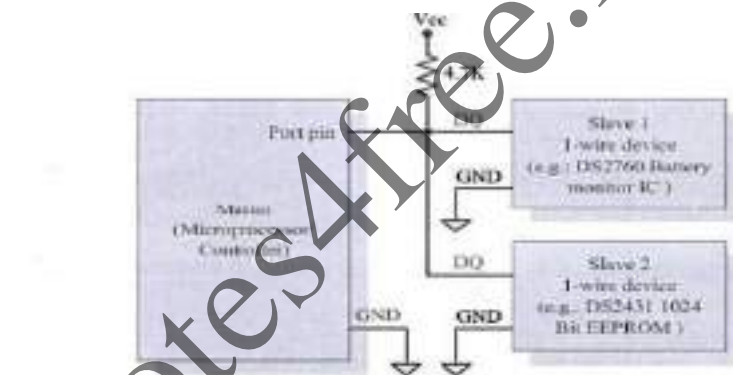 Vcc
4.7K
Port pin
DQ
Slave 1
1-wire device
(e.g.: DS2760 Battery
monitor IC )
GND
Master
(Microprocessor
Controller)
DQ
Slave 2
1-wire device
(e.g.: DS2431 1024
Bit EEPROM )
GND
GND
otes4free.